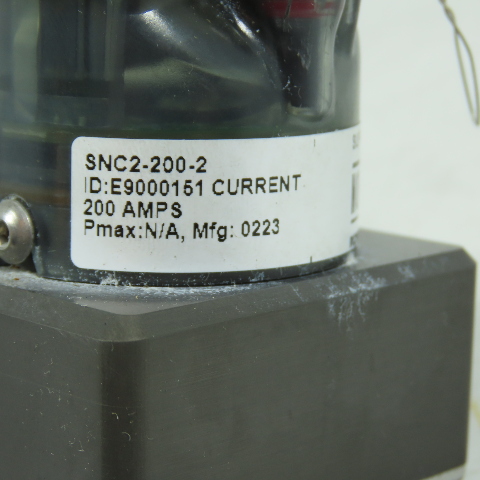 SNC2-200-2
ID:E9000151 CURRENT
200 AMPS
Pmax:N/A, Mfg: 0223